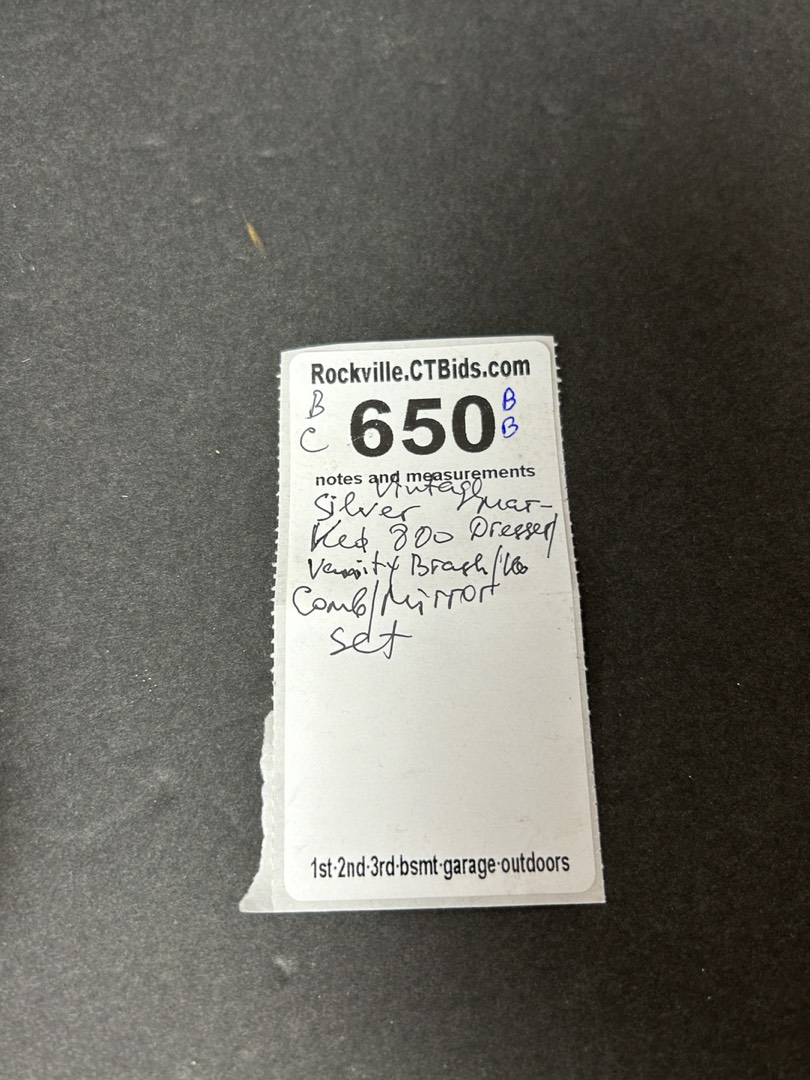 Rockville.CTBids.com
B 650 B
C B
notes and measurements
Vintage
Silver Mar-
ked 800 Dresser/
Vanity Brash/
Comb/Mirror
set
1st·2nd·3rd·bsmt·garage·outdoors